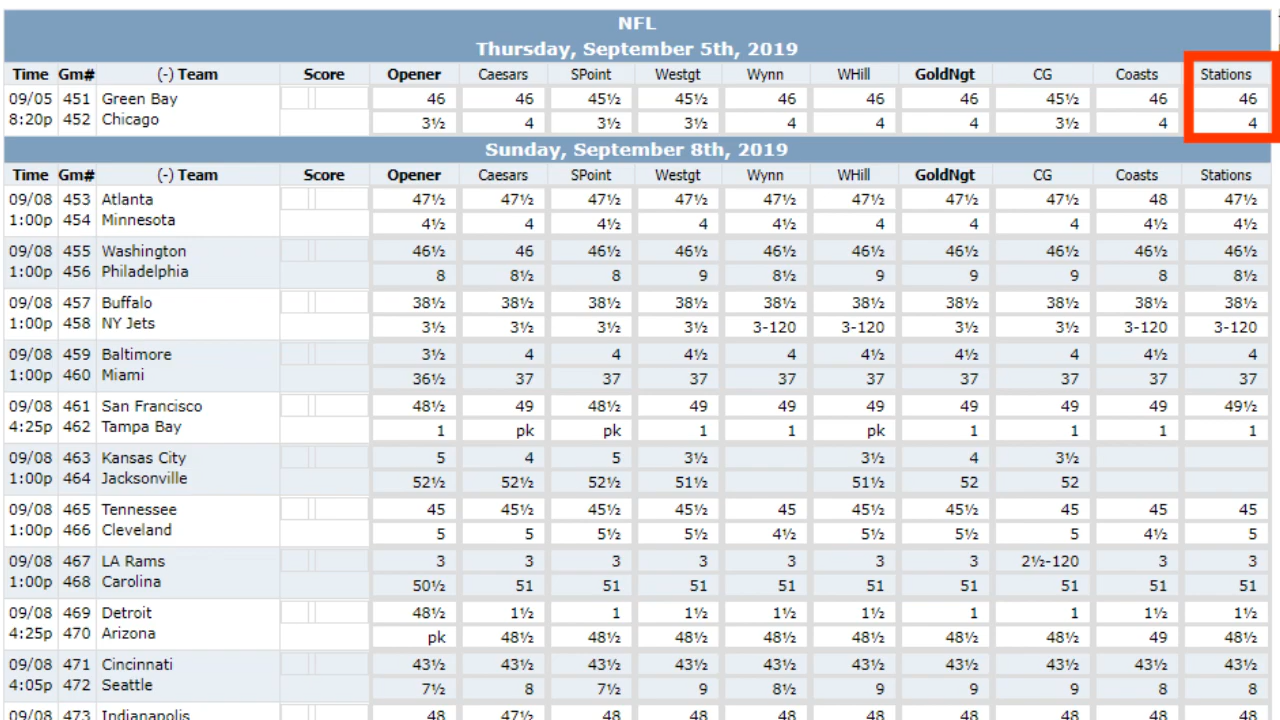 NFL
Thursday, September 5th, 2019
Time Gm# (-) Team Score Opener Caesars SPoint Westgt Wynn WHill GoldNgt CG Coasts Stations
09/05 451 Green Bay 46 46 45½ 45½ 46 46 46 45½ 46 46
8:20p 452 Chicago 3½ 4 3½ 3½ 4 4 4 3½ 4 4
Sunday, September 8th, 2019
Time Gm# (-) Team Score Opener Caesars SPoint Westgt Wynn WHill GoldNgt CG Coasts Stations
09/08 453 Atlanta 47½ 47½ 47½ 47½ 47½ 47½ 47½ 47½ 48 47½
1:00p 454 Minnesota 4½ 4 4½ 4 4½ 4 4 4 4½ 4½
09/08 455 Washington 46½ 46 46½ 46½ 46½ 46½ 46½ 46½ 46½ 46½
1:00p 456 Philadelphia 8 8½ 8 9 8½ 9 9 9 8 8½
09/08 457 Buffalo 38½ 38½ 38½ 38½ 38½ 38½ 38½ 38½ 38½ 38½
1:00p 458 NY Jets 3½ 3½ 3½ 3½ 3-120 3-120 3½ 3½ 3-120 3-120
09/08 459 Baltimore 3½ 4 4 4½ 4 4½ 4½ 4 4½ 4
1:00p 460 Miami 36½ 37 37 37 37 37 37 37 37 37
09/08 461 San Francisco 48½ 49 48½ 49 49 49 49 49 49 49½
4:25p 462 Tampa Bay 1 pk pk 1 1 pk 1 1 1 1
09/08 463 Kansas City 5 4 5 3½ 3½ 4 3½
1:00p 464 Jacksonville 52½ 52½ 52½ 51½ 51½ 52 52
09/08 465 Tennessee 45 45½ 45½ 45½ 45 45½ 45½ 45 45 45
1:00p 466 Cleveland 5 5 5½ 5½ 4½ 5½ 5½ 5 4½ 5
09/08 467 LA Rams 3 3 3 3 3 3 3 2½-120 3 3
1:00p 468 Carolina 50½ 51 51 51 51 51 51 51 51 51
09/08 469 Detroit 48½ 1½ 1 1½ 1½ 1½ 1 1 1½ 1½
4:25p 470 Arizona pk 48½ 48½ 48½ 48½ 48½ 48½ 48½ 49 48½
09/08 471 Cincinnati 43½ 43½ 43½ 43½ 43½ 43½ 43½ 43½ 43½ 43½
4:05p 472 Seattle 7½ 8 7½ 9 8½ 9 9 9 8 8
09/08 473 Indianapolis 48 47½ 48 48 48 48 48 48 48 48